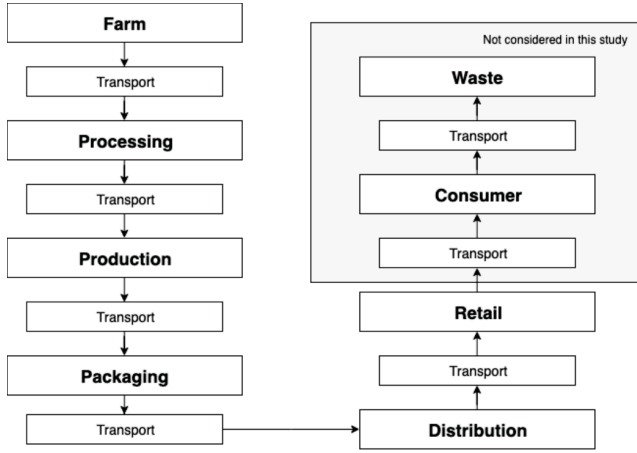 Farm
Transport
Processing
Transport
Production
Transport
Packaging
Transport
Distribution
Transport
Retail
Transport
Consumer
Transport
Waste
Not considered in this study